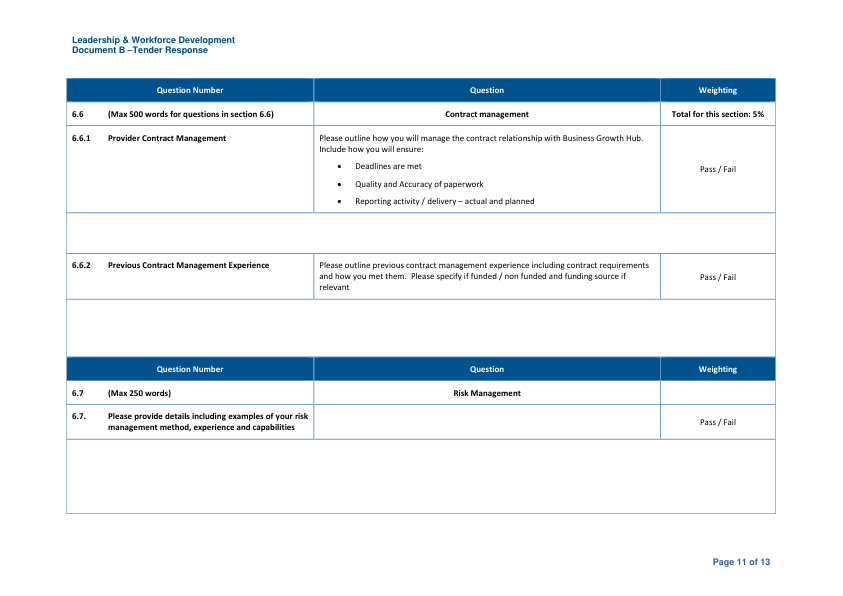 Leadership & Workforce Development
Document B –Tender Response
Question Number Question Weighting
6.6 (Max 500 words for questions in section 6.6) Contract management Total for this section: 5%
6.6.1 Provider Contract Management Please outline how you will manage the contract relationship with Business Growth Hub.
Include how you will ensure:
• Deadlines are met
• Quality and Accuracy of paperwork
• Reporting activity / delivery – actual and planned
Pass / Fail
6.6.2 Previous Contract Management Experience Please outline previous contract management experience including contract requirements
and how you met them. Please specify if funded / non funded and funding source if
relevant
Pass / Fail
Question Number Question Weighting
6.7 (Max 250 words) Risk Management
6.7. Please provide details including examples of your risk
management method, experience and capabilities
Pass / Fail
Page 11 of 13